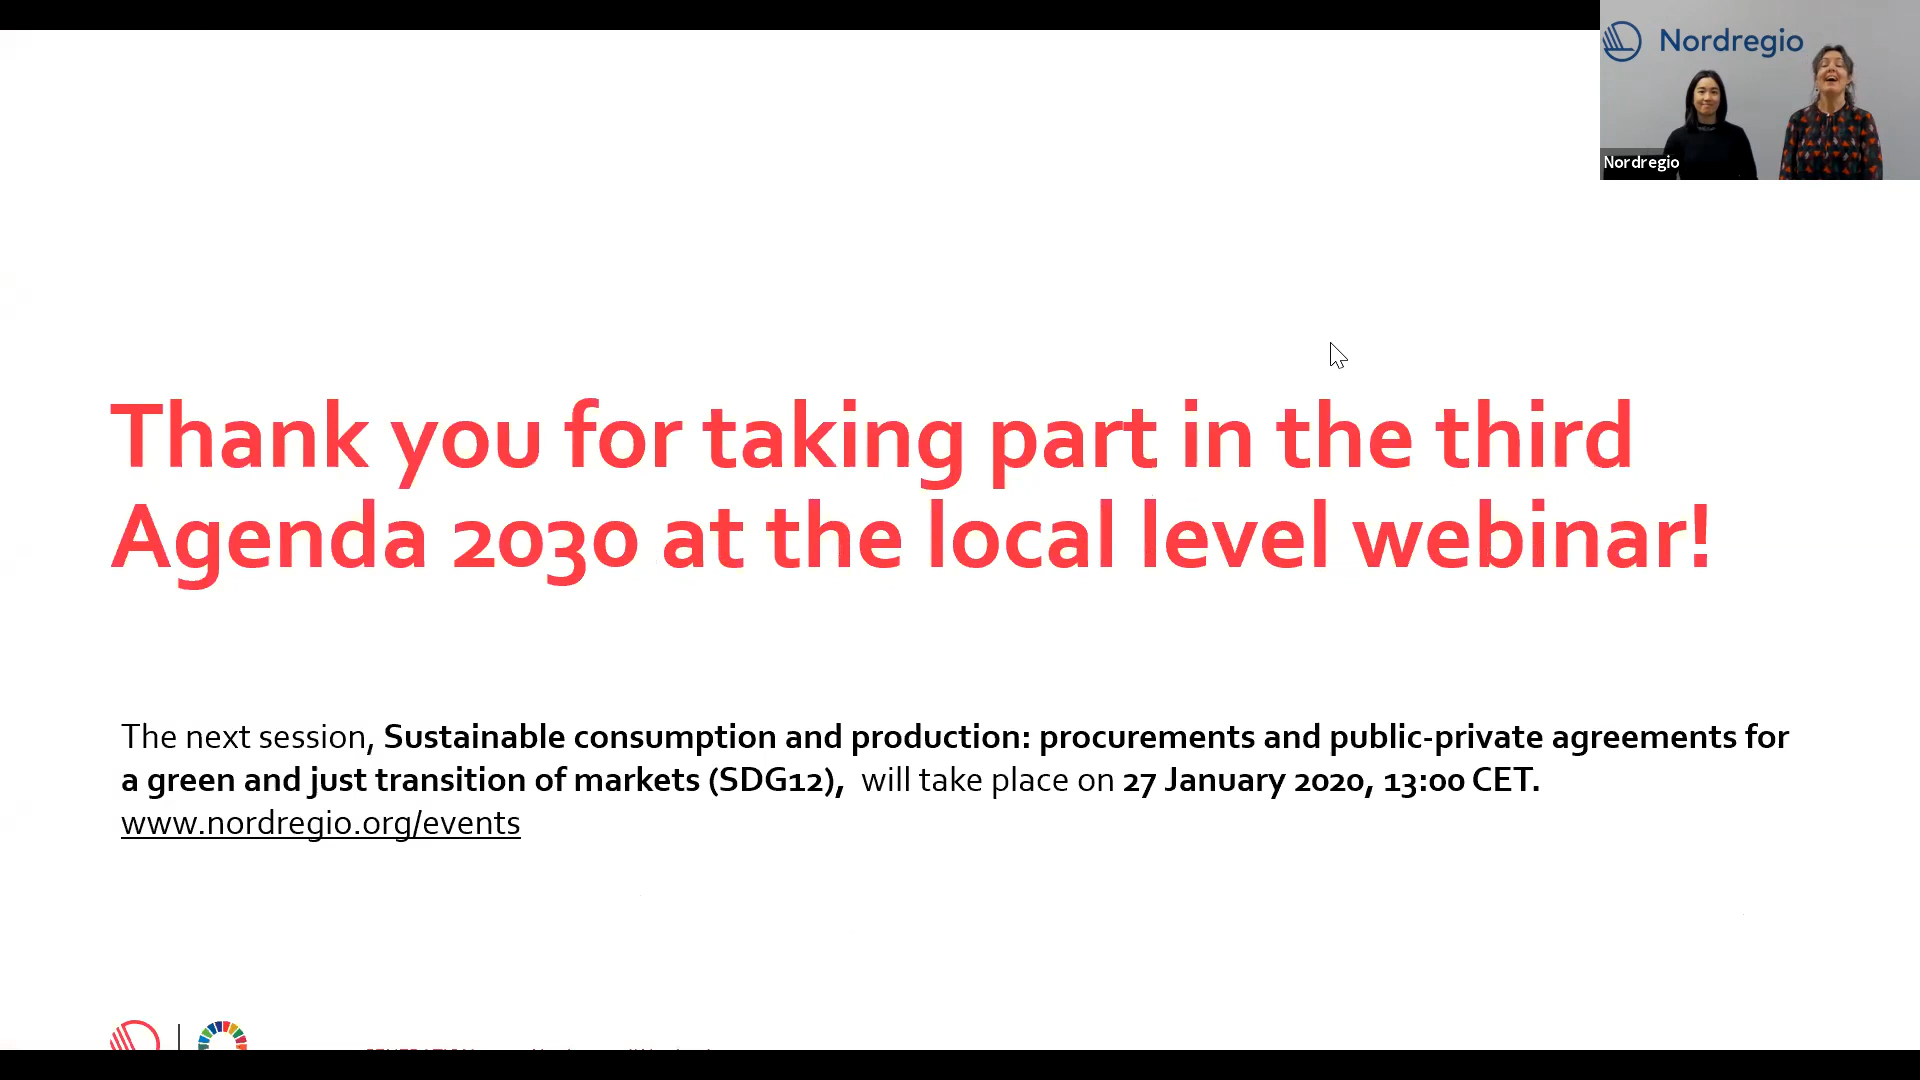 Nordregio
Nordregio
Thank you for taking part in the third
Agenda 2030 at the local level webinar!
The next session, Sustainable consumption and production: procurements and public-private agreements for
a green and just transition of markets (SDG12), will take place on 27 January 2020, 13:00 CET.
www.nordregio.org/events